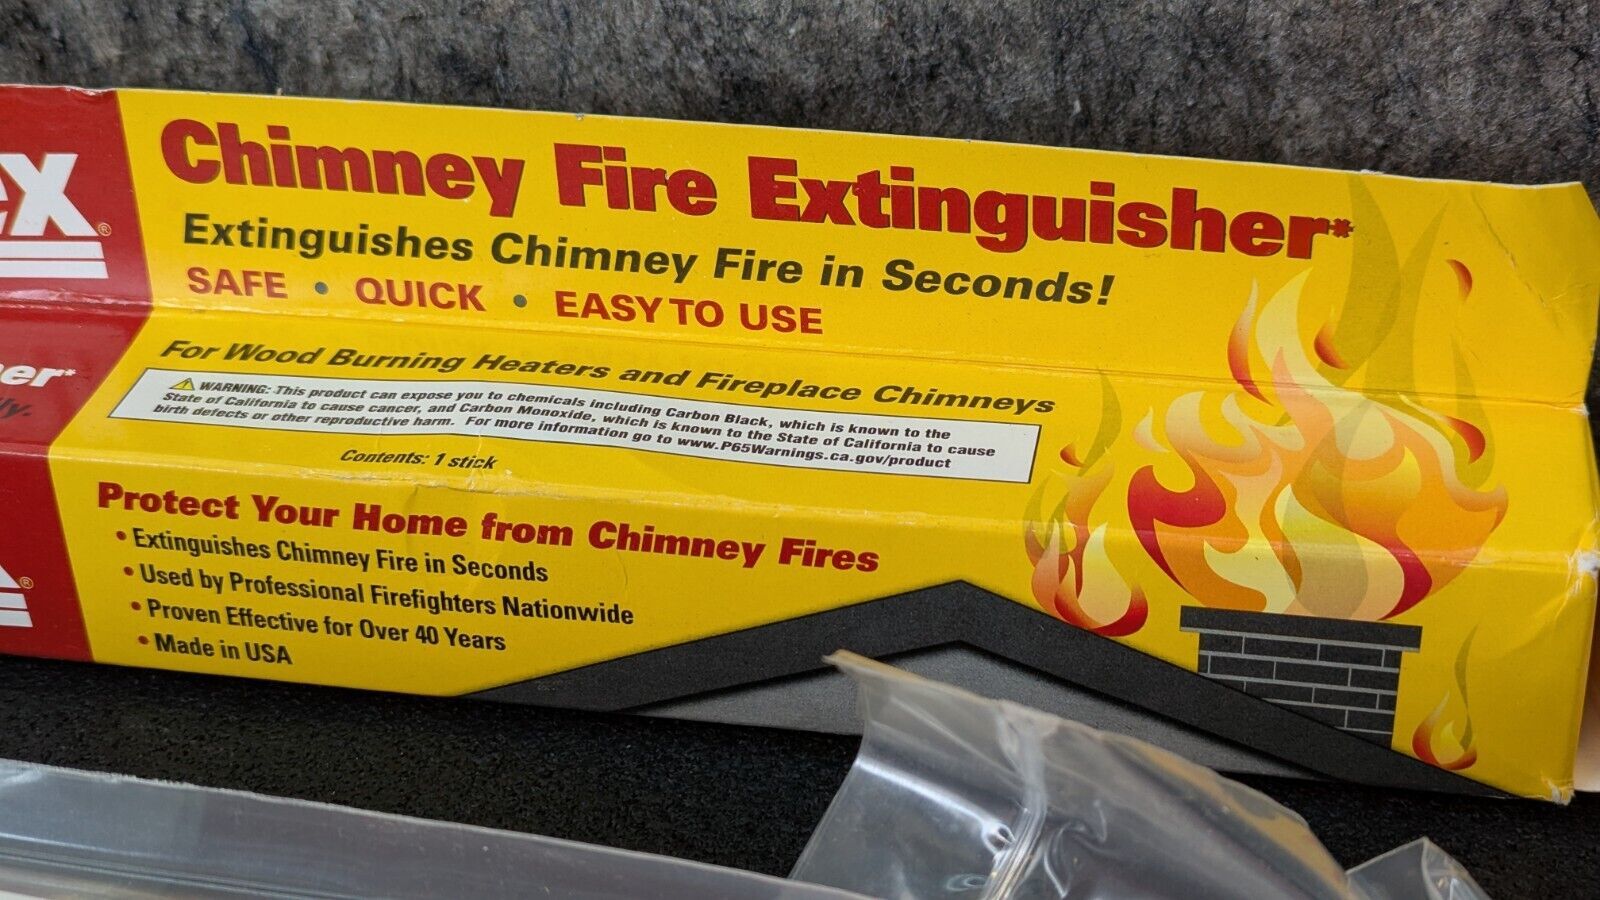 Chimney Fire Extinguisher*
Extinguishes Chimney Fire in Seconds!
SAFE • QUICK • EASY TO USE
For Wood Burning Heaters and Fireplace Chimneys
WARNING: This product can expose you to chemicals including Carbon Black, which is known to the
State of California to cause cancer, and Carbon Monoxide, which is known to the State of California to cause
birth defects or other reproductive harm. For more information go to www.P65Warnings.ca.gov/product
Contents: 1 stick
Protect Your Home from Chimney Fires
• Extinguishes Chimney Fire in Seconds
• Used by Professional Firefighters Nationwide
• Proven Effective for Over 40 Years
• Made in USA